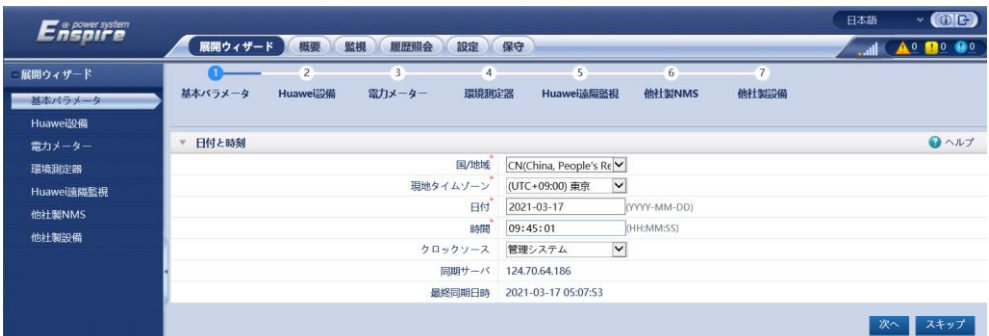 Enspire
e power system
日本語
展開ウィザード 概要 監視 履歴照会 設定 保守
0 0 0
展開ウィザード
基本パラメータ
Huawei設備
電力メーター
環境測定器
Huawei遠隔監視
他社製NMS
他社製設備
1 2 3 4 5 6 7
基本パラメータ Huawei設備 電力メーター 環境測定器 Huawei遠隔監視 他社製NMS 他社製設備
日付と時刻 ヘルプ
国/地域* CN(China, People's Re
現地タイムゾーン* (UTC+09:00) 東京
日付* 2021-03-17 (YYYY-MM-DD)
時間* 09:45:01 (HH:MM:SS)
クロックソース 管理システム
同期サーバ 124.70.64.186
最終同期日時 2021-03-17 05:07:53
次へ スキップ